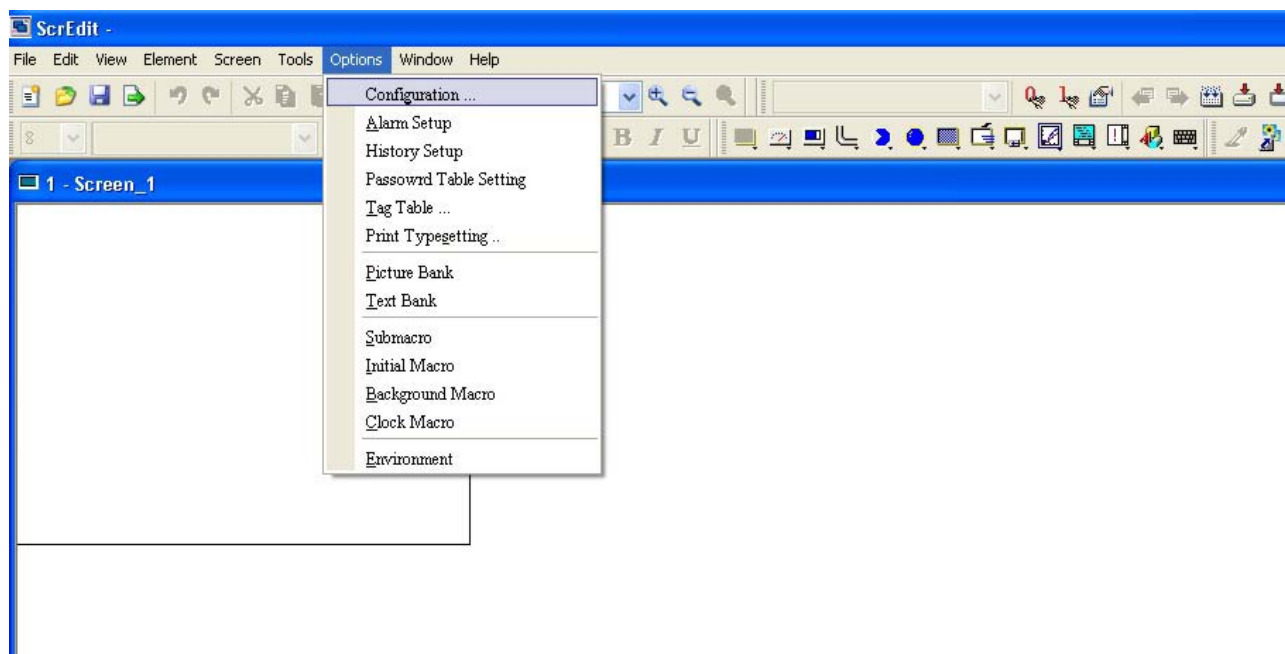 ScrEdit -
File Edit View Element Screen Tools Options Window Help
8
B I U
1 - Screen_1
Configuration ...
Alarm Setup
History Setup
Passowrd Table Setting
Tag Table ...
Print Typesetting ..
Picture Bank
Text Bank
Submacro
Initial Macro
Background Macro
Clock Macro
Environment